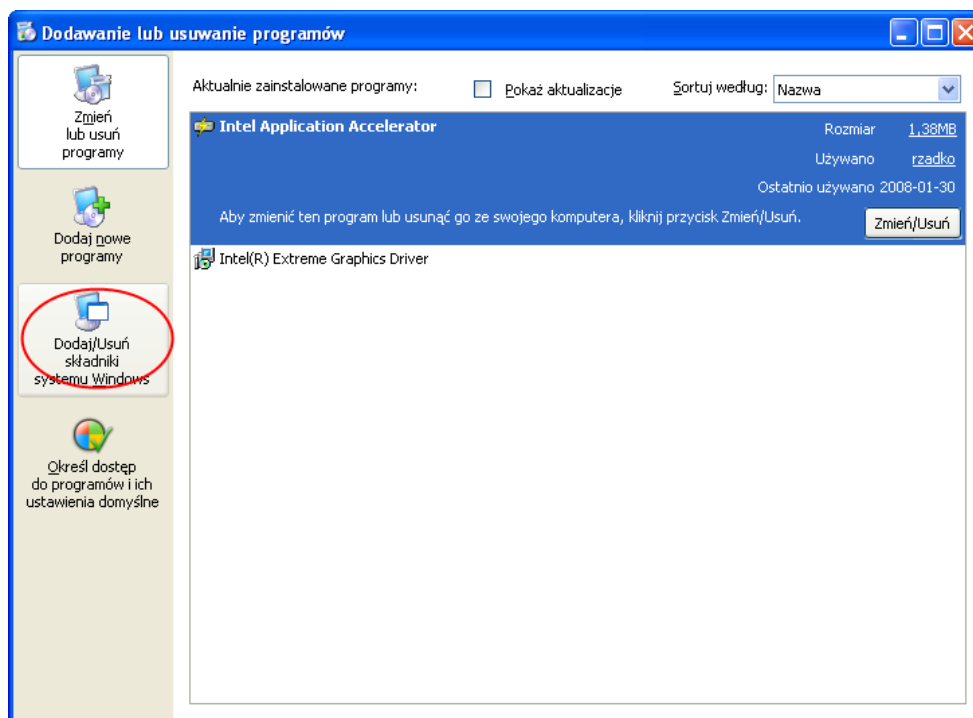 Dodawanie lub usuwanie programów
Zmień
lub usuń
programy
Dodaj nowe
programy
Dodaj/Usuń
składniki
systemu Windows
Określ dostęp
do programów i ich
ustawienia domyślne
Aktualnie zainstalowane programy:
Pokaż aktualizacje
Sortuj według:
Nazwa
Intel Application Accelerator
Rozmiar 1,38MB
Używano rzadko
Ostatnio używano 2008-01-30
Aby zmienić ten program lub usunąć go ze swojego komputera, kliknij przycisk Zmień/Usuń.
Zmień/Usuń
Intel(R) Extreme Graphics Driver